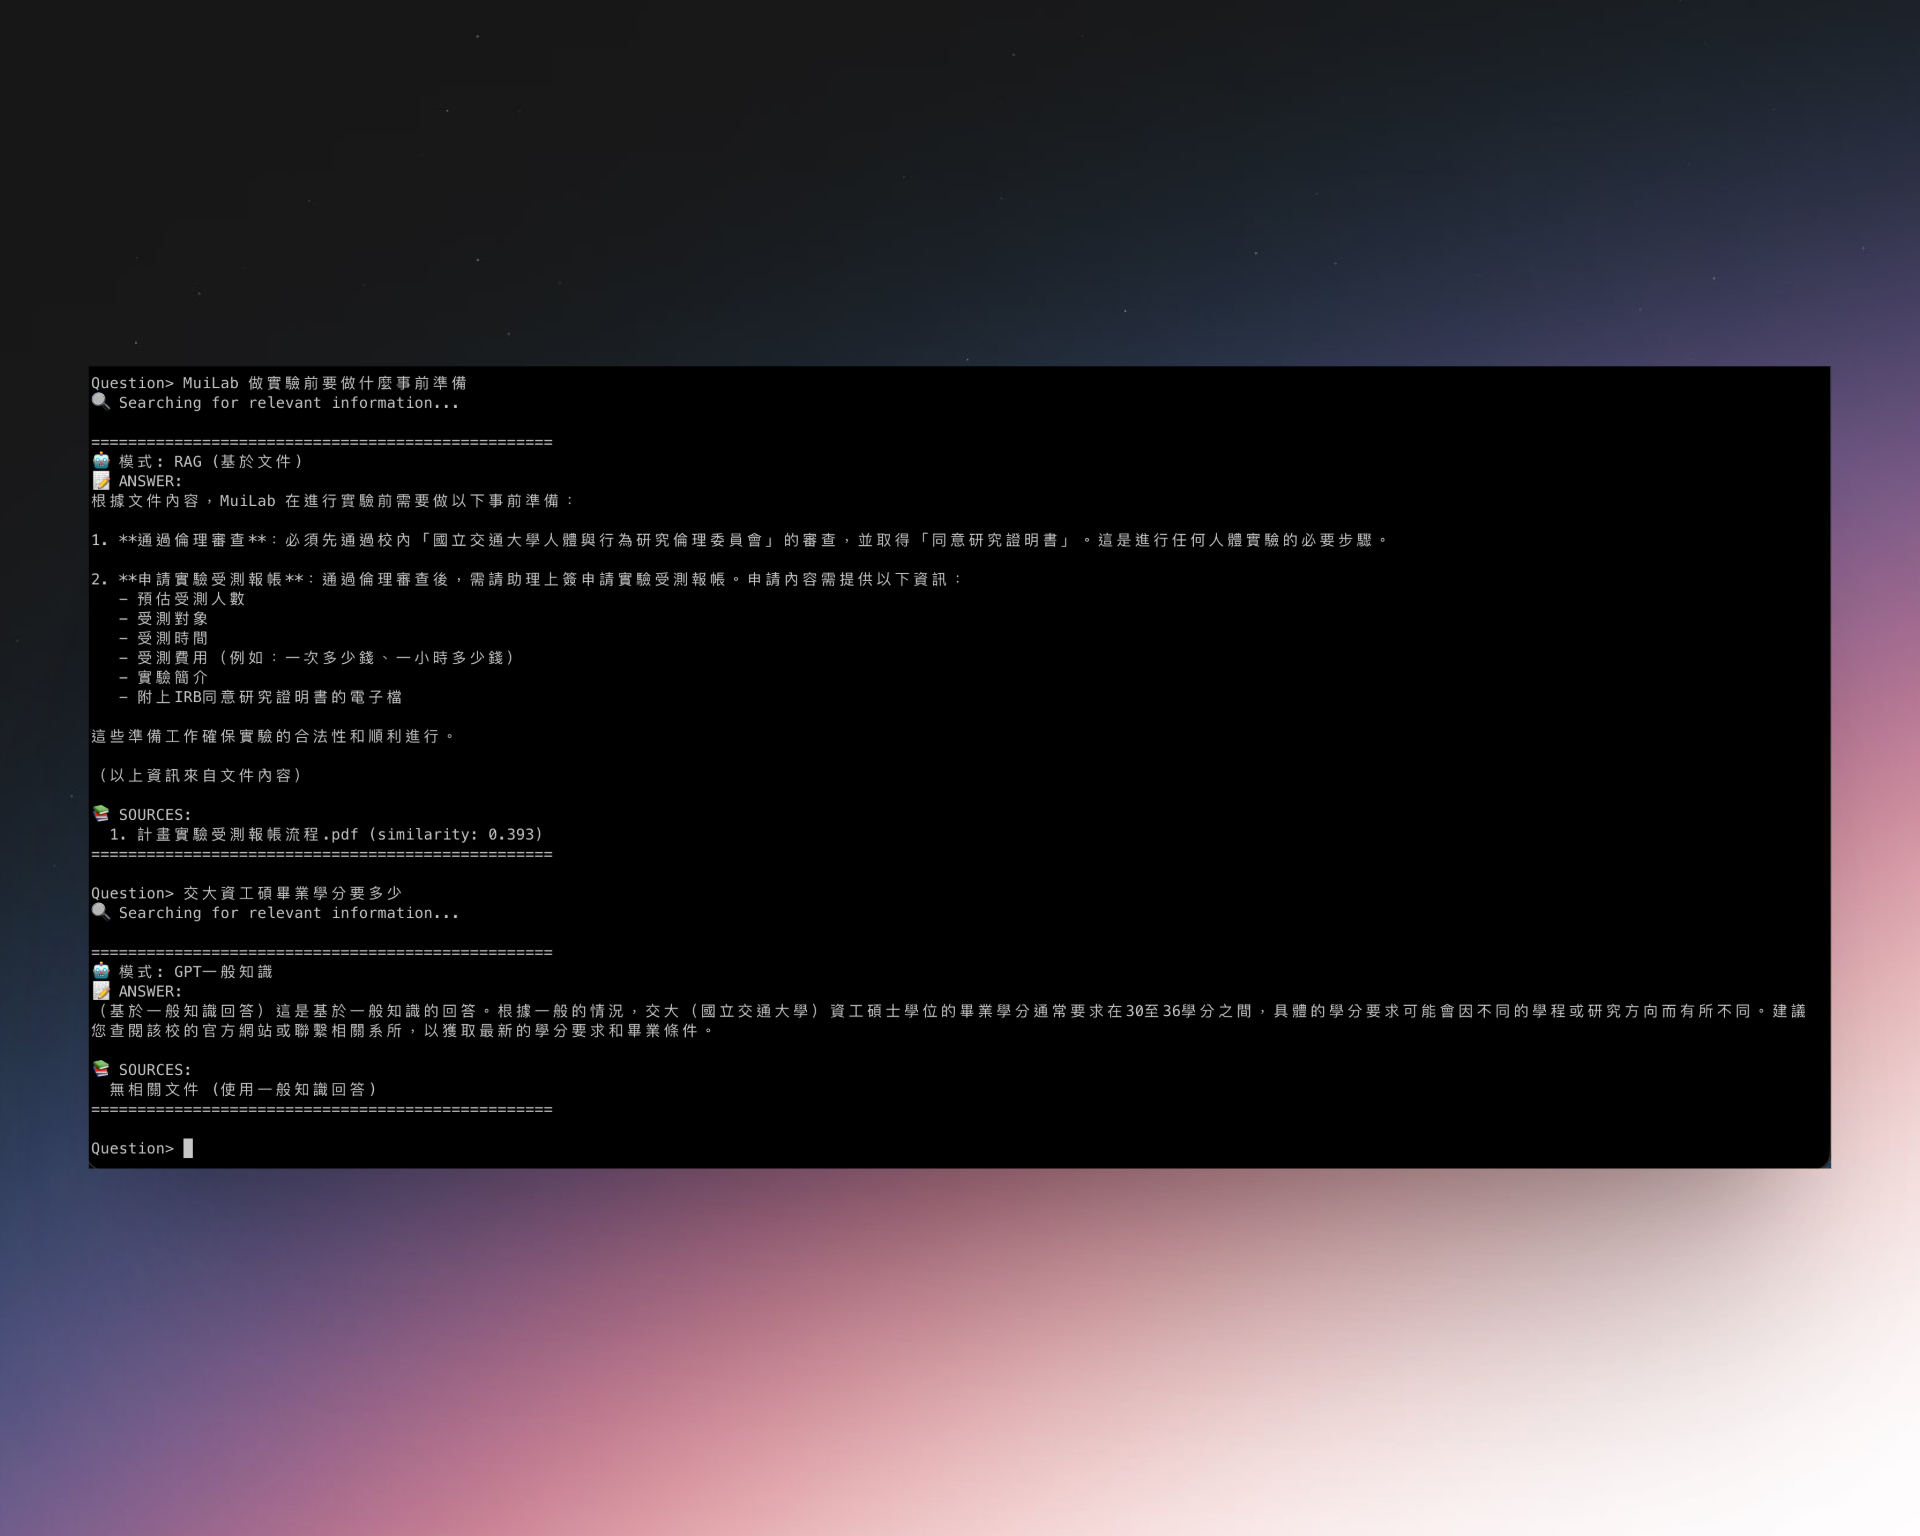 Question> MuiLab 做實驗前要做什麼事前準備
🔍 Searching for relevant information...
==================================================
🤖 模式: RAG (基於文件)
📝 ANSWER:
根據文件內容，MuiLab 在進行實驗前需要做以下事前準備：
1. **通過倫理審查**：必須先通過校內「國立交通大學人體與行為研究倫理委員會」的審查，並取得「同意研究證明書」。這是進行任何人體實驗的必要步驟。
2. **申請實驗受測報帳**：通過倫理審查後，需請助理上簽申請實驗受測報帳。申請內容需提供以下資訊：
- 預估受測人數
- 受測對象
- 受測時間
- 受測費用（例如：一次多少錢、一小時多少錢）
- 實驗簡介
- 附上IRB同意研究證明書的電子檔
這些準備工作確保實驗的合法性和順利進行。
（以上資訊來自文件內容）
📚 SOURCES:
1. 計畫實驗受測報帳流程.pdf (similarity: 0.393)
==================================================
Question> 交大資工碩畢業學分要多少
🔍 Searching for relevant information...
==================================================
🤖 模式: GPT一般知識
📝 ANSWER:
（基於一般知識回答）這是基於一般知識的回答。根據一般的情況，交大（國立交通大學）資工碩士學位的畢業學分通常要求在30至36學分之間，具體的學分要求可能會因不同的學程或研究方向而有所不同。建議
您查閱該校的官方網站或聯繫相關系所，以獲取最新的學分要求和畢業條件。
📚 SOURCES:
無相關文件 (使用一般知識回答)
==================================================
Question>